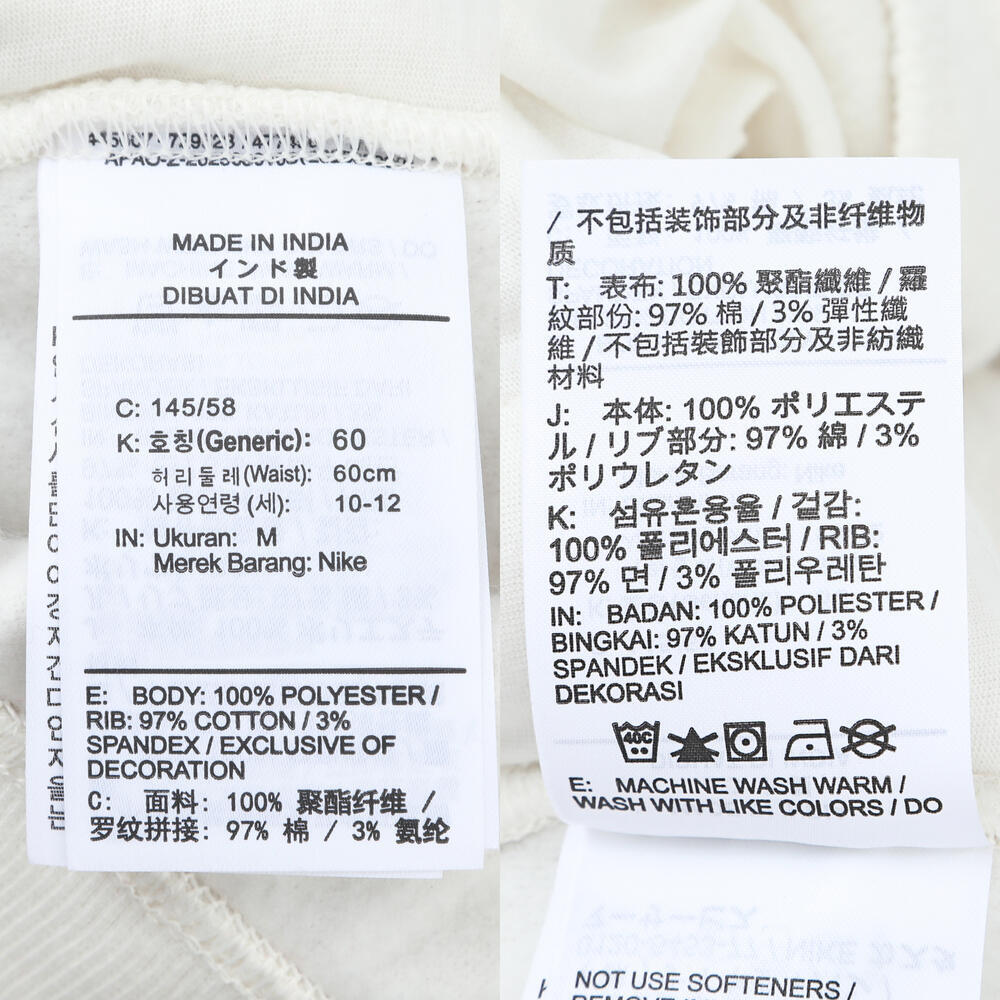 MADE IN INDIA
インド製
DIBUAT DI INDIA
C: 145/58
K: 호칭(Generic): 60
허리둘레(Waist): 60cm
사용연령 (세): 10-12
IN: Ukuran: M
Merek Barang: Nike
E: BODY: 100% POLYESTER /
RIB: 97% COTTON / 3%
SPANDEX / EXCLUSIVE OF
DECORATION
C: 面料: 100% 聚酯纤维 /
罗纹拼接: 97% 棉 / 3% 氨纶
/ 不包括装饰部分及非纤维物
质
T: 表布: 100% 聚酯纖維 / 羅
紋部份: 97% 棉 / 3% 彈性纖
維 / 不包括裝飾部分及非紡織
材料
J: 本体: 100% ポリエステ
ル / リブ部分: 97% 綿 / 3%
ポリウレタン
K: 섬유혼용율 / 겉감:
100% 폴리에스터 / RIB:
97% 면 / 3% 폴리우레탄
IN: BADAN: 100% POLIESTER /
BINGKAI: 97% KATUN / 3%
SPANDEK / EKSKLUSIF DARI
DEKORASI
40C
E: MACHINE WASH WARM /
WASH WITH LIKE COLORS / DO
NOT USE SOFTENERS /